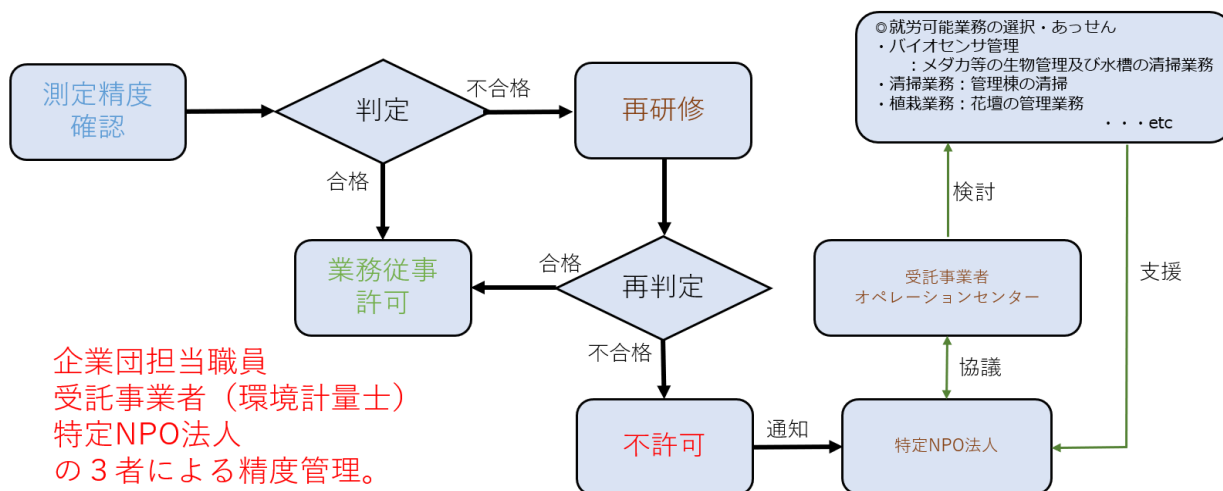 測定精度
確認
判定
不合格
合格
再研修
業務従事
許可
合格
再判定
不合格
不許可
通知
特定NPO法人
協議
受託事業者
オペレーションセンター
検討
◎就労可能業務の選択・あっせん
・バイオセンサ管理
：メダカ等の生物管理及び水槽の清掃業務
・清掃業務：管理棟の清掃
・植栽業務：花壇の管理業務
・・・etc
支援
企業団担当職員
受託事業者（環境計量士）
特定NPO法人
の３者による精度管理。